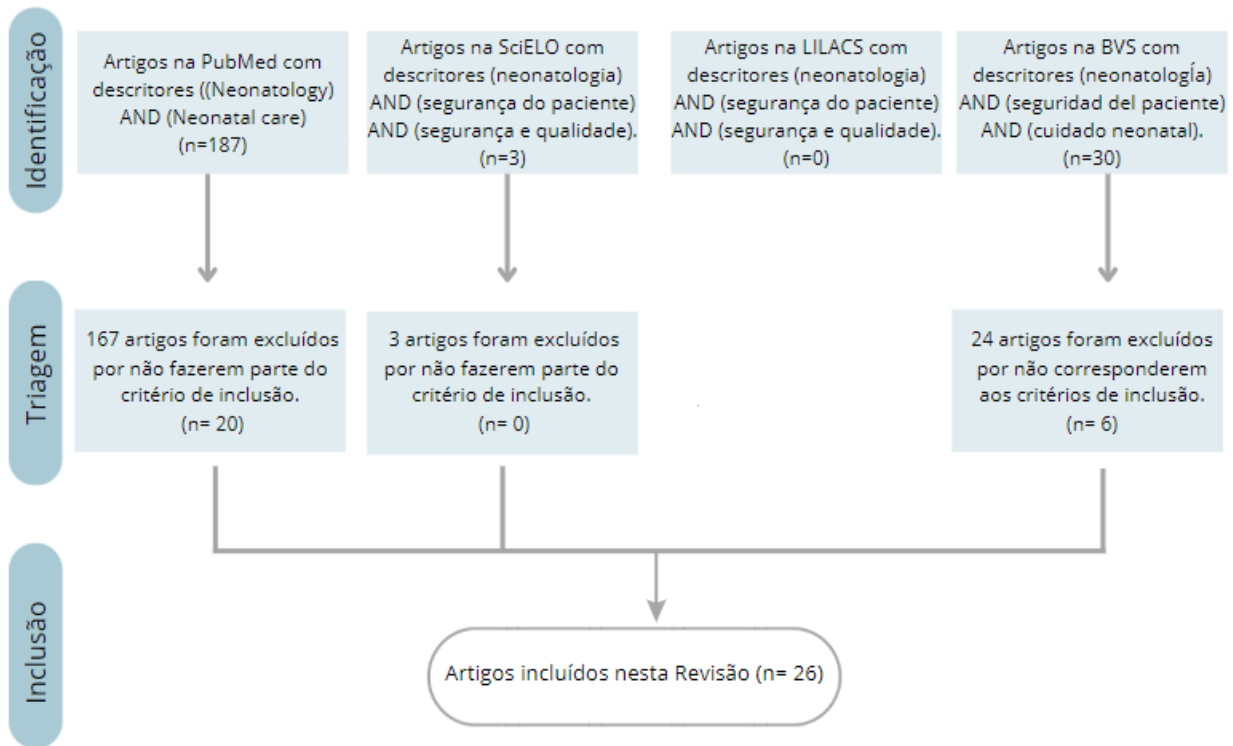 Identificação
Artigos na PubMed com
descritores ((Neonatology)
AND (Neonatal care)
(n=187)
Artigos na SciELO com
descritores (neonatologia)
AND (segurança do paciente)
AND (segurança e qualidade).
(n=3)
Artigos na LILACS com
descritores (neonatologia)
AND (segurança do paciente)
AND (segurança e qualidade).
(n=0)
Artigos na BVS com
descritores (neonatologÍa)
AND (seguridad del paciente)
AND (cuidado neonatal).
(n=30)
Triagem
167 artigos foram excluídos
por não fazerem parte do
critério de inclusão.
(n= 20)
3 artigos foram excluídos
por não fazerem parte do
critério de inclusão.
(n= 0)
24 artigos foram excluídos
por não corresponderem
aos critérios de inclusão.
(n= 6)
Inclusão
Artigos incluídos nesta Revisão (n= 26)